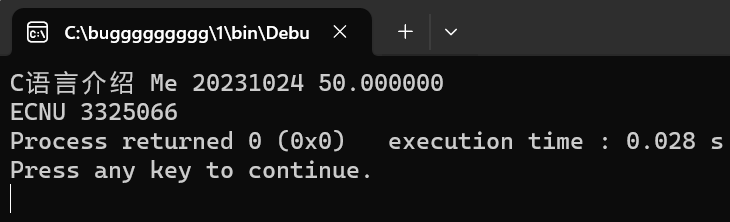 C:\buggggggggg\1\bin\Debu
C语言介绍 Me 20231024 50.000000
ECNU 3325066
Process returned 0 (0x0)   execution time : 0.028 s
Press any key to continue.